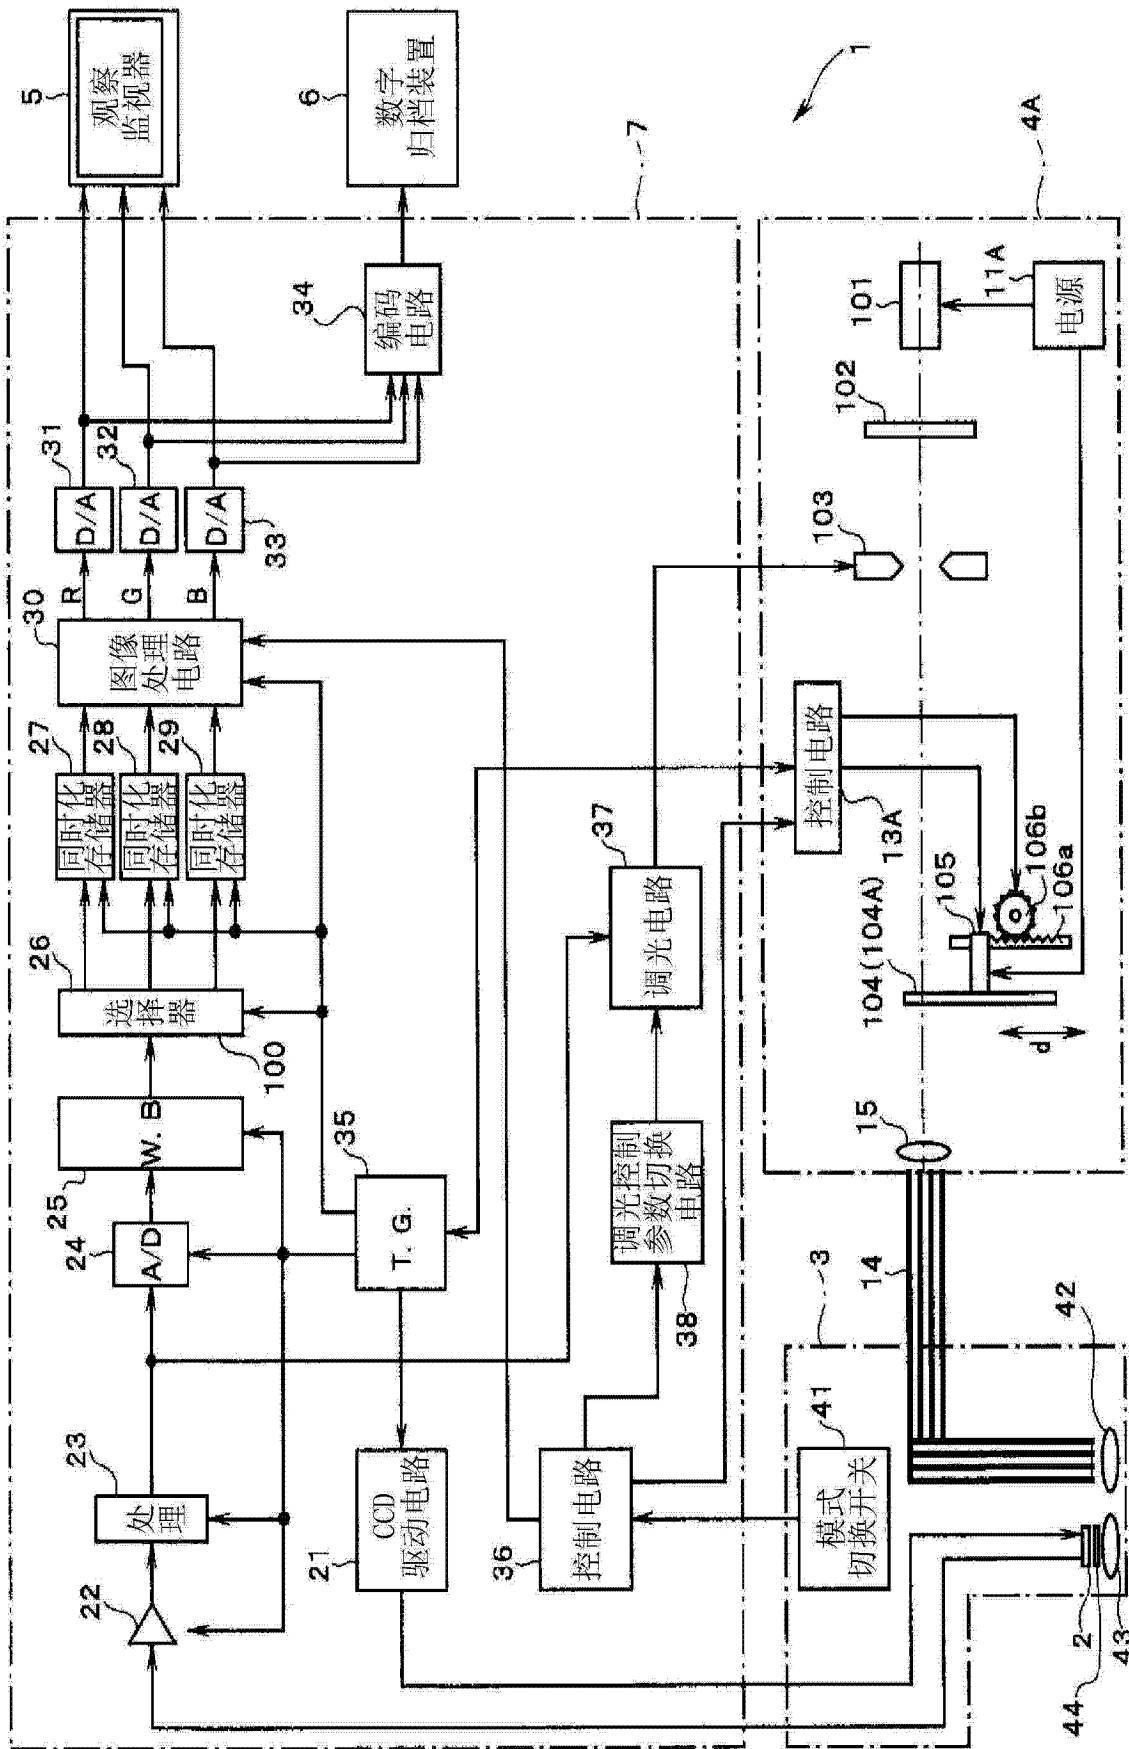 5
观察
监视器
6
数字
归档装置
1
7
34
编码
电路
31
D/A
32
D/A
33
D/A
R
G
B
30
图像
处理
电路
27
同时化
存储器
28
同时化
存储器
29
同时化
存储器
26
选择器
100
25
W. B
24
A/D
23
处理
22
35
T. G.
21
CCD
驱动电路
36
控制电路
37
调光电路
38
调光控制
参数切换
电路
4A
101
11A
电源
102
103
控制电路
13A
104(104A)
105
106b
106a
d
15
14
3
41
模式
切换开关
42
2
43
44